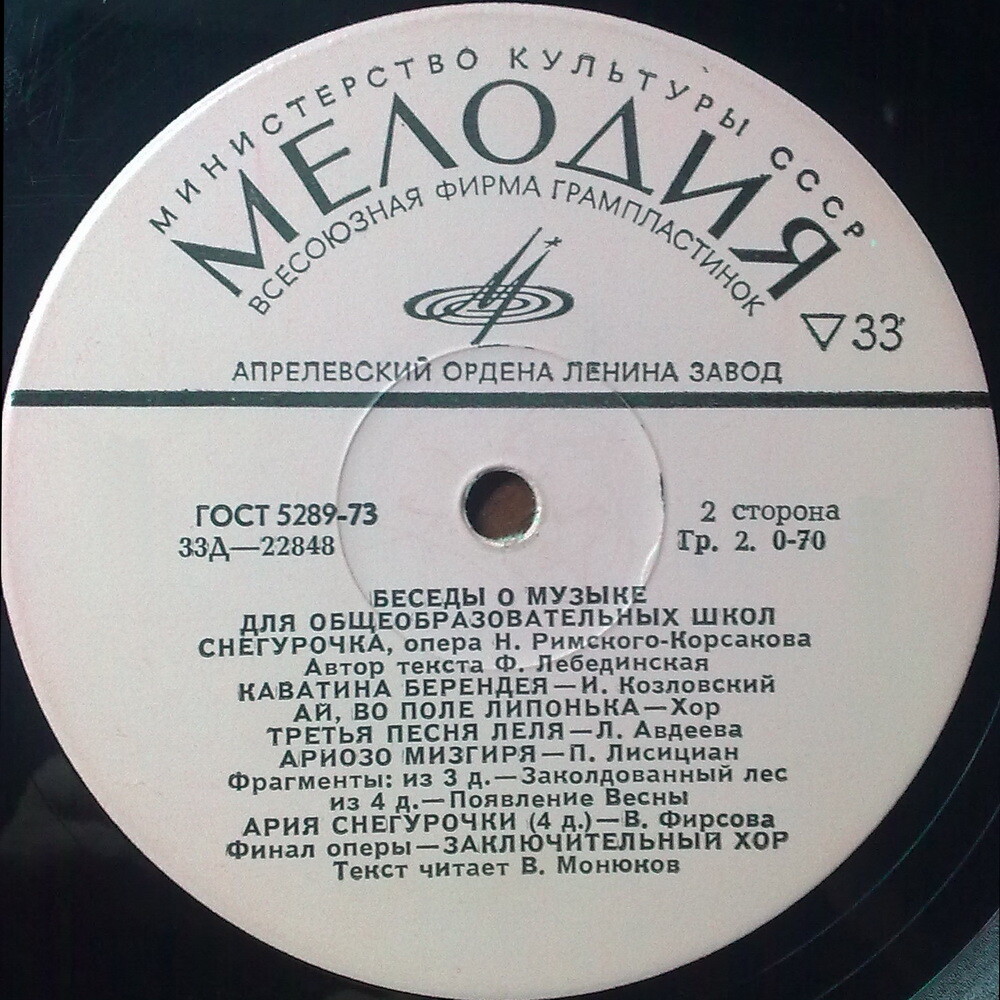 МИНИСТЕРСТВО КУЛЬТУРЫ СССР
МЕЛОДИЯ
ВСЕСОЮЗНАЯ ФИРМА ГРАМПЛАСТИНОК
▽33
АПРЕЛЕВСКИЙ ОРДЕНА ЛЕНИНА ЗАВОД
ГОСТ 5289-73
33Д—22848
2 сторона
Гр. 2. 0-70
БЕСЕДЫ О МУЗЫКЕ
ДЛЯ ОБЩЕОБРАЗОВАТЕЛЬНЫХ ШКОЛ
СНЕГУРОЧКА, опера Н. Римского-Корсакова
Автор текста Ф. Лебединская
КАВАТИНА БЕРЕНДЕЯ—И. Козловский
АЙ, ВО ПОЛЕ ЛИПОНЬКА—Хор
ТРЕТЬЯ ПЕСНЯ ЛЕЛЯ—Л. Авдеева
АРИОЗО МИЗГИРЯ—П. Лисициан
Фрагменты: из 3 д.—Заколдованный лес
из 4 д.—Появление Весны
АРИЯ СНЕГУРОЧКИ (4 д.)—В. Фирсова
Финал оперы—ЗАКЛЮЧИТЕЛЬНЫЙ ХОР
Текст читает В. Монюков